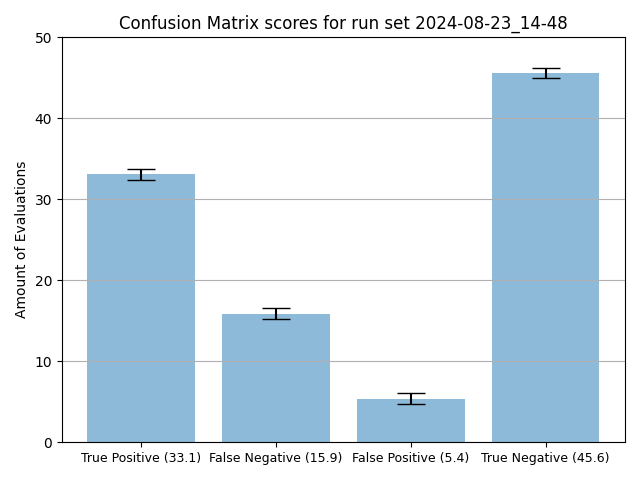 Confusion Matrix scores for run set 2024-08-23_14-48
Amount of Evaluations
50
40
30
20
10
0
True Positive (33.1) False Negative (15.9) False Positive (5.4) True Negative (45.6)